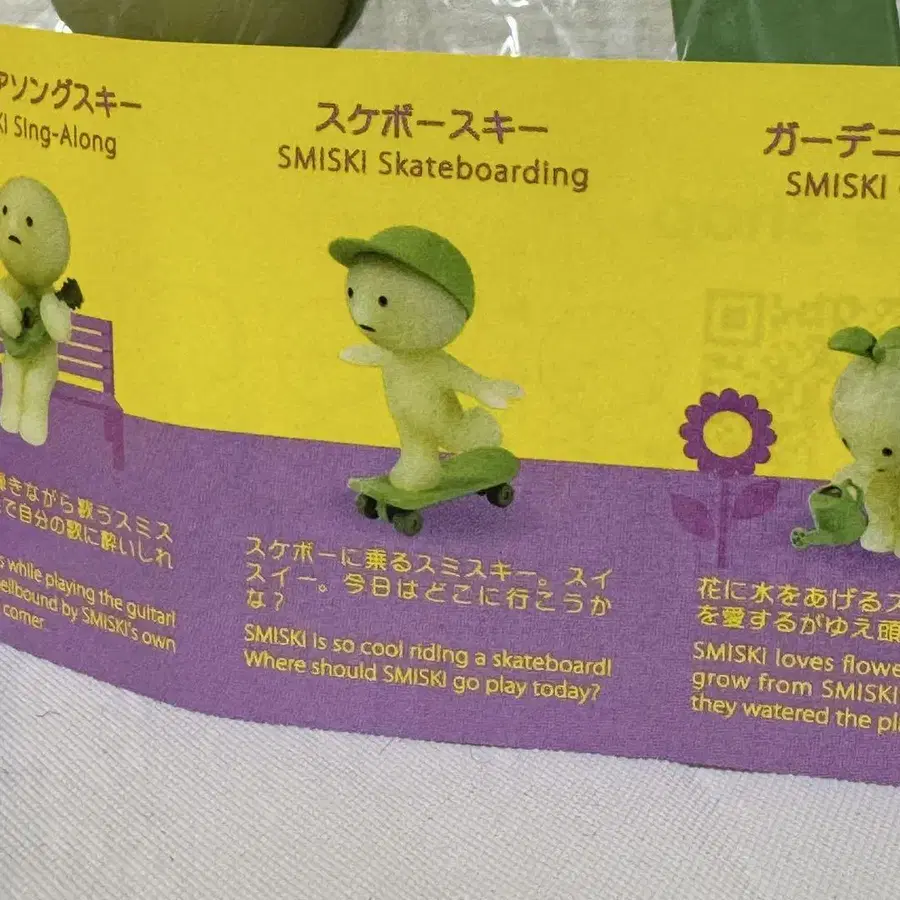 アソングスキー
KI Sing-Along
弾きながら歌うスミス
で自分の歌に酔いしれ
s while playing the guitar!
ellbound by SMISKI's own
corner
スケボースキー
SMISKI Skateboarding
スケボーに乗るスミスキー。スイ
スイー。今日はどこに行こうか
な?
SMISKI is so cool riding a skateboard!
Where should SMISKI go play today?
ガーデニ
SMISKI
花に水をあげるス
を愛するがゆえ頭
SMISKI loves flowe
grow from SMISKI
they watered the pl